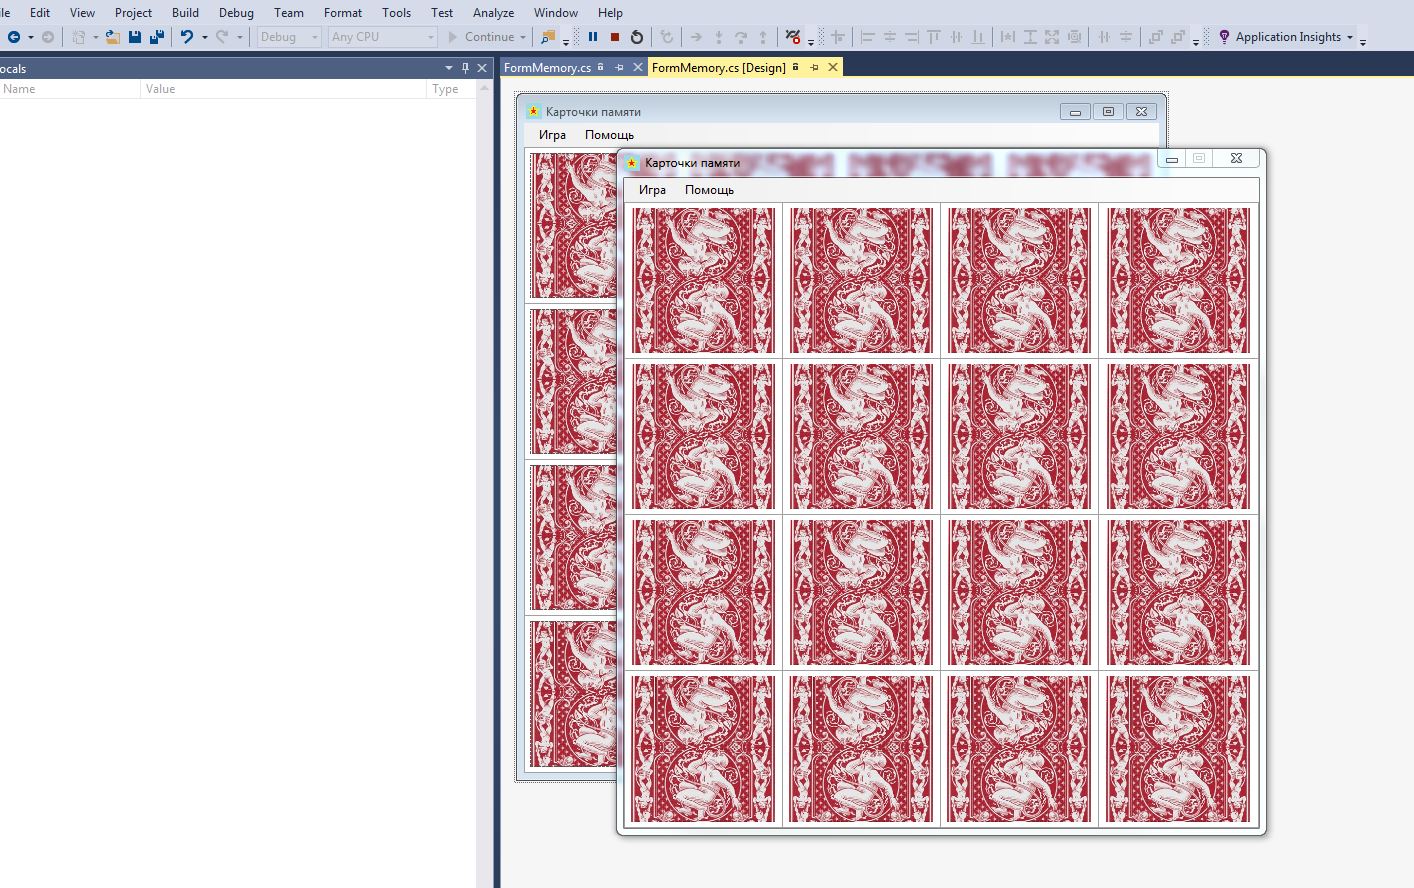 ile Edit View Project Build Debug Team Format Tools Test Analyze Window Help
Debug Any CPU Continue Application Insights
ocals
Name Value Type
FormMemory.cs FormMemory.cs [Design]
Карточки памяти
Игра Помощь
Карточки памяти
Игра Помощь